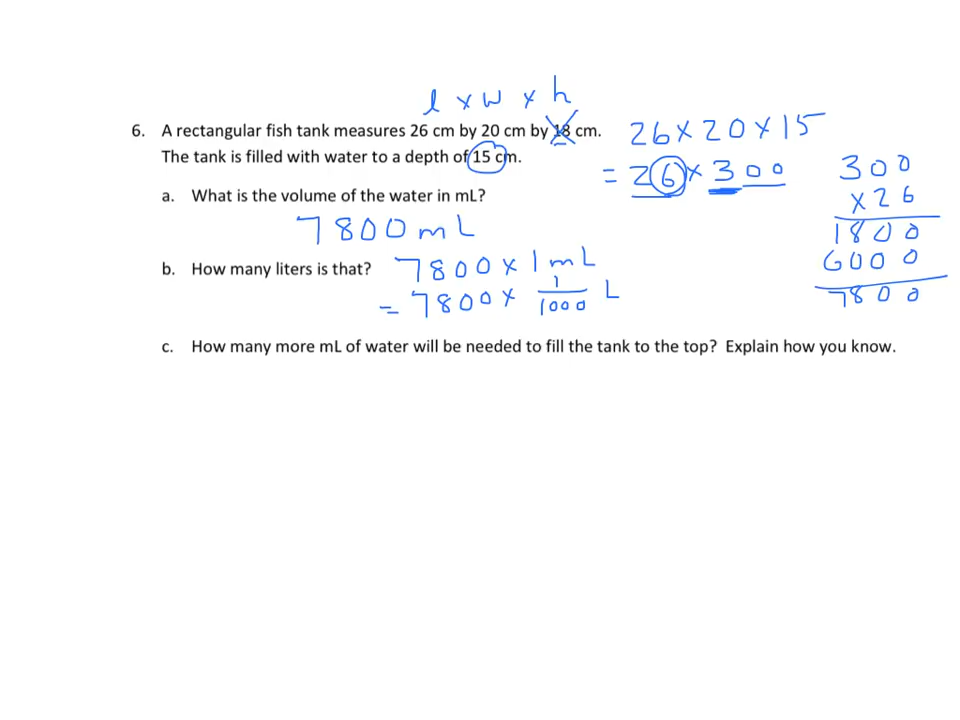 l x w x h
6. A rectangular fish tank measures 26 cm by 20 cm by 18 cm. 26 x 20 x 15
The tank is filled with water to a depth of 15 cm. = 26 x 300 300
x 26
a. What is the volume of the water in mL? 1800
7800 mL 6000
b. How many liters is that? 7800 x 1 mL 7800
= 7800 x 1/1000 L
c. How many more mL of water will be needed to fill the tank to the top? Explain how you know.